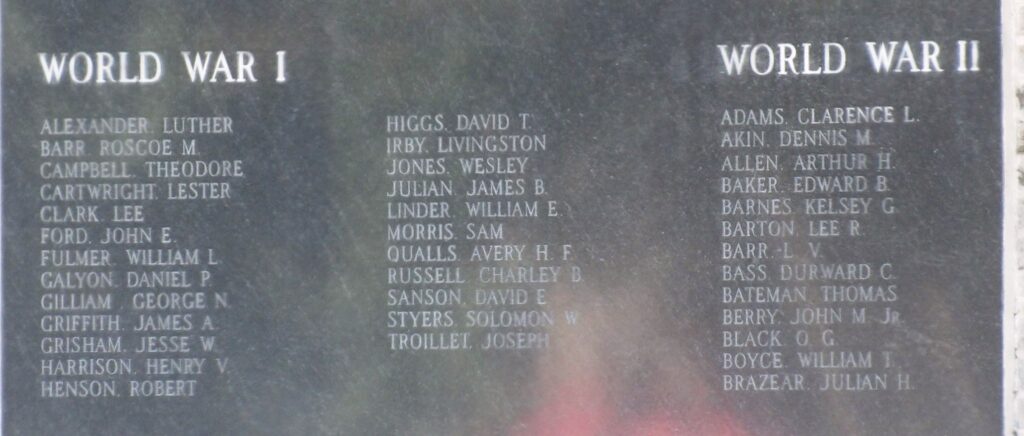 WORLD WAR I
ALEXANDER, LUTHER
BARR, ROSCOE M.
CAMPBELL, THEODORE
CARTWRIGHT, LESTER
CLARK, LEE
FORD, JOHN E.
FULMER, WILLIAM L.
GALYON, DANIEL P.
GILLIAM, GEORGE N.
GRIFFITH, JAMES A.
GRISHAM, JESSE W.
HARRISON, HENRY V.
HENSON, ROBERT
HIGGS, DAVID T.
IRBY, LIVINGSTON
JONES, WESLEY
JULIAN, JAMES B.
LINDER, WILLIAM E.
MORRIS, SAM
QUALLS, AVERY H. F.
RUSSELL, CHARLEY B.
SANSON, DAVID E.
STYERS, SOLOMON W.
TROILLET, JOSEPH
WORLD WAR II
ADAMS, CLARENCE L.
AKIN, DENNIS M.
ALLEN, ARTHUR H.
BAKER, EDWARD B.
BARNES, KELSEY G.
BARTON, LEE R.
BARR, L. V.
BASS, DURWARD C.
BATEMAN, THOMAS
BERRY, JOHN M. JR.
BLACK, O. G.
BOYCE, WILLIAM T.
BRAZEAR, JULIAN H.